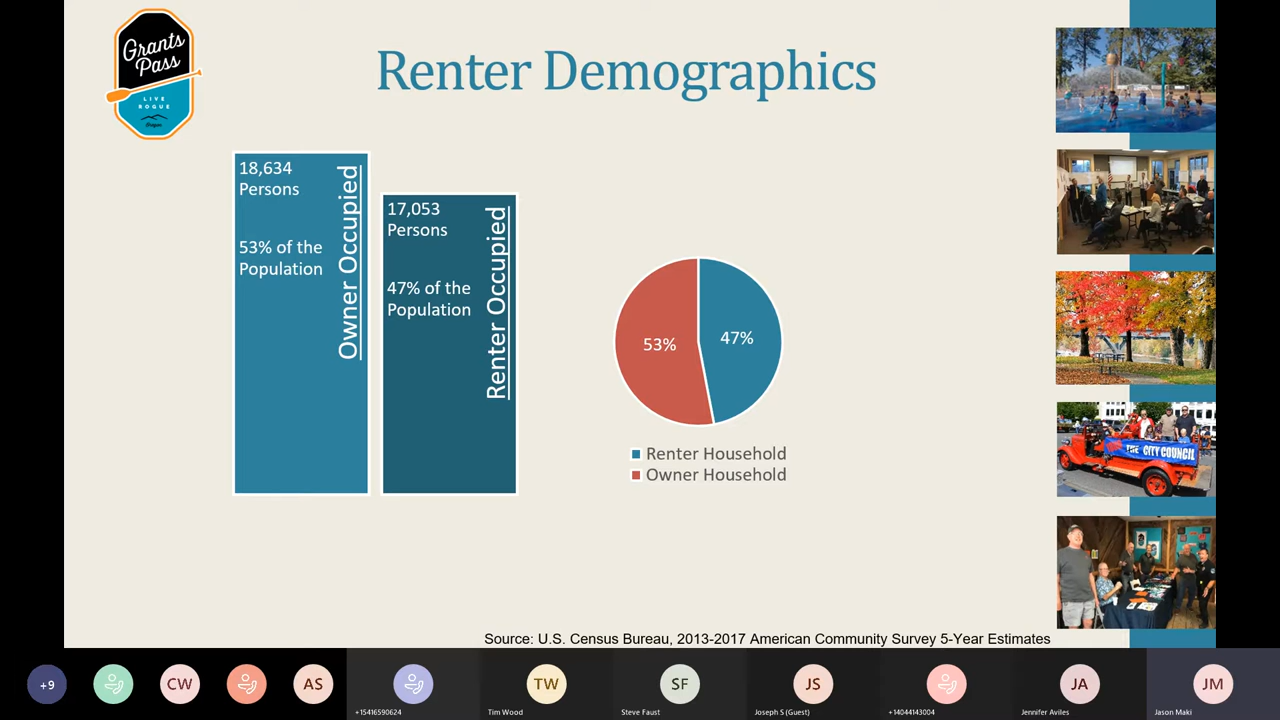 Grants
Pass
LIVE
ROGUE
Oregon
Renter Demographics
18,634
Persons
53% of the
Population
Owner Occupied
17,053
Persons
47% of the
Population
Renter Occupied
53%
47%
Renter Household
Owner Household
THE CITY COUNCIL
Source: U.S. Census Bureau, 2013-2017 American Community Survey 5-Year Estimates
+9
CW
AS
+15416590624
TW
Tim Wood
SF
Steve Faust
JS
Joseph S (Guest)
+14044143004
JA
Jennifer Aviles
JM
Jason Maki